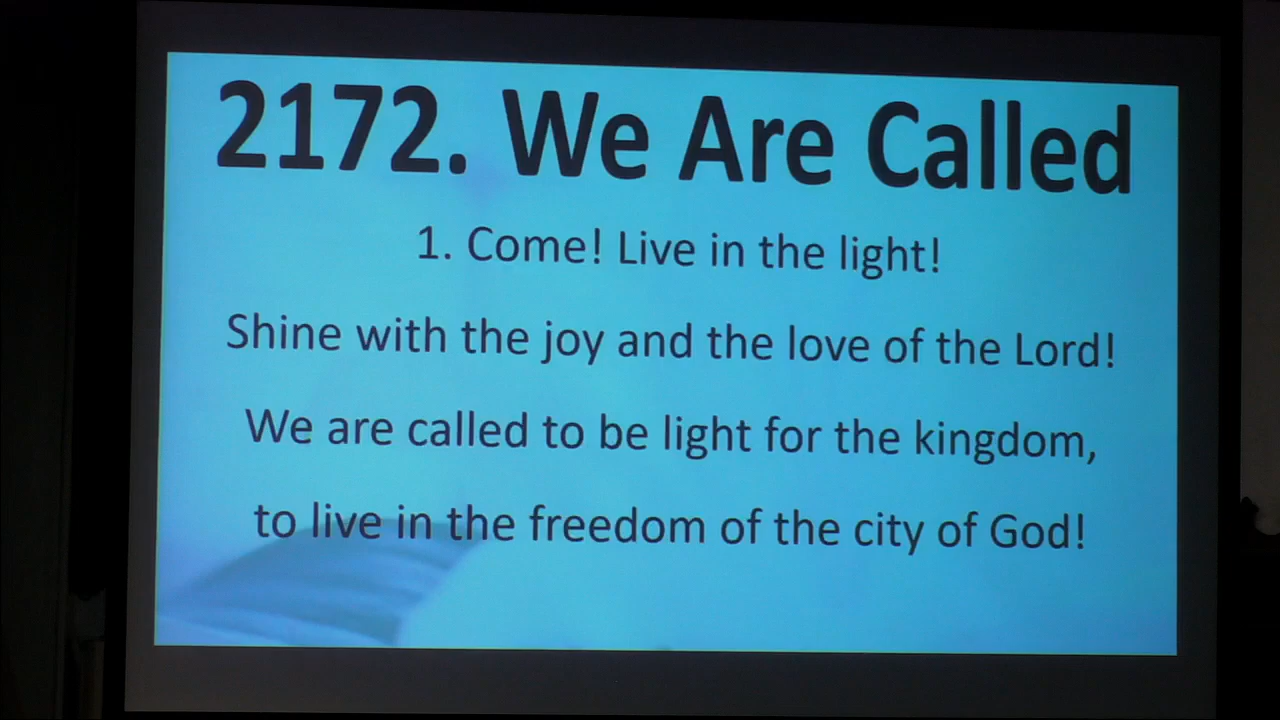 2172. We Are Called
1. Come! Live in the light!
Shine with the joy and the love of the Lord!
We are called to be light for the kingdom,
to live in the freedom of the city of God!